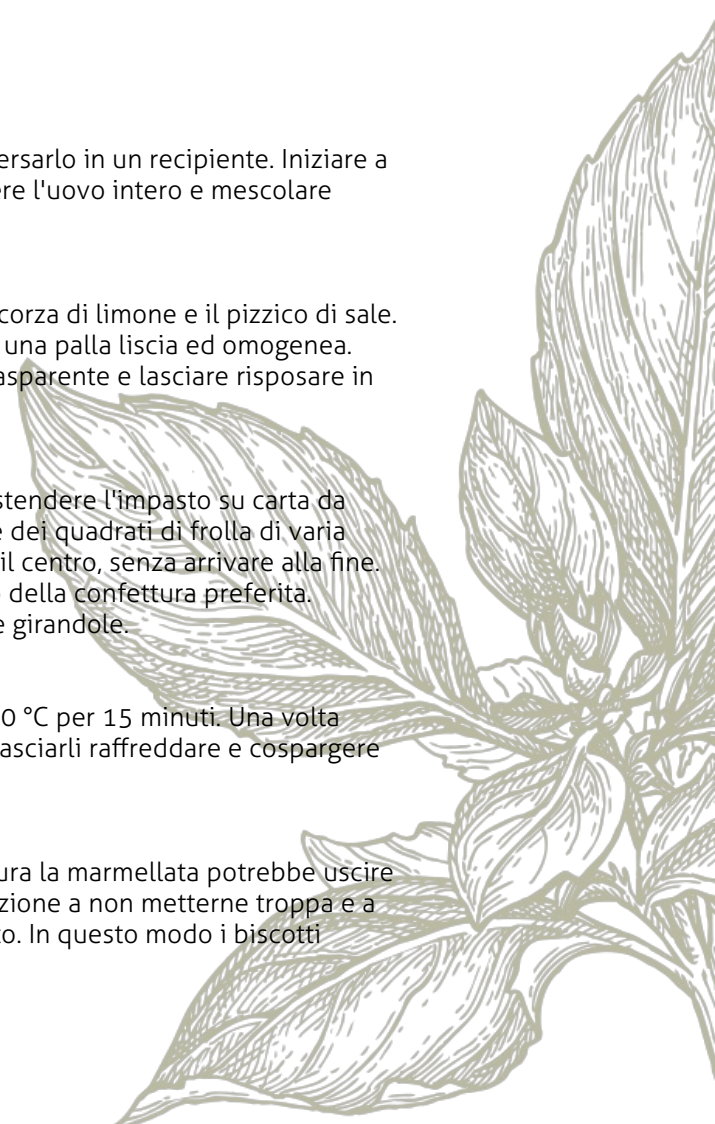 ersarlo in un recipiente. Iniziare a
ere l'uovo intero e mescolare
corza di limone e il pizzico di sale.
una palla liscia ed omogenea.
asparente e lasciare risposare in
stendere l'impasto su carta da
e dei quadrati di frolla di varia
il centro, senza arrivare alla fine.
o della confettura preferita.
e girandole.
0 °C per 15 minuti. Una volta
asciarli raffreddare e cospargere
ura la marmellata potrebbe uscire
zione a non metterne troppa e a
to. In questo modo i biscotti